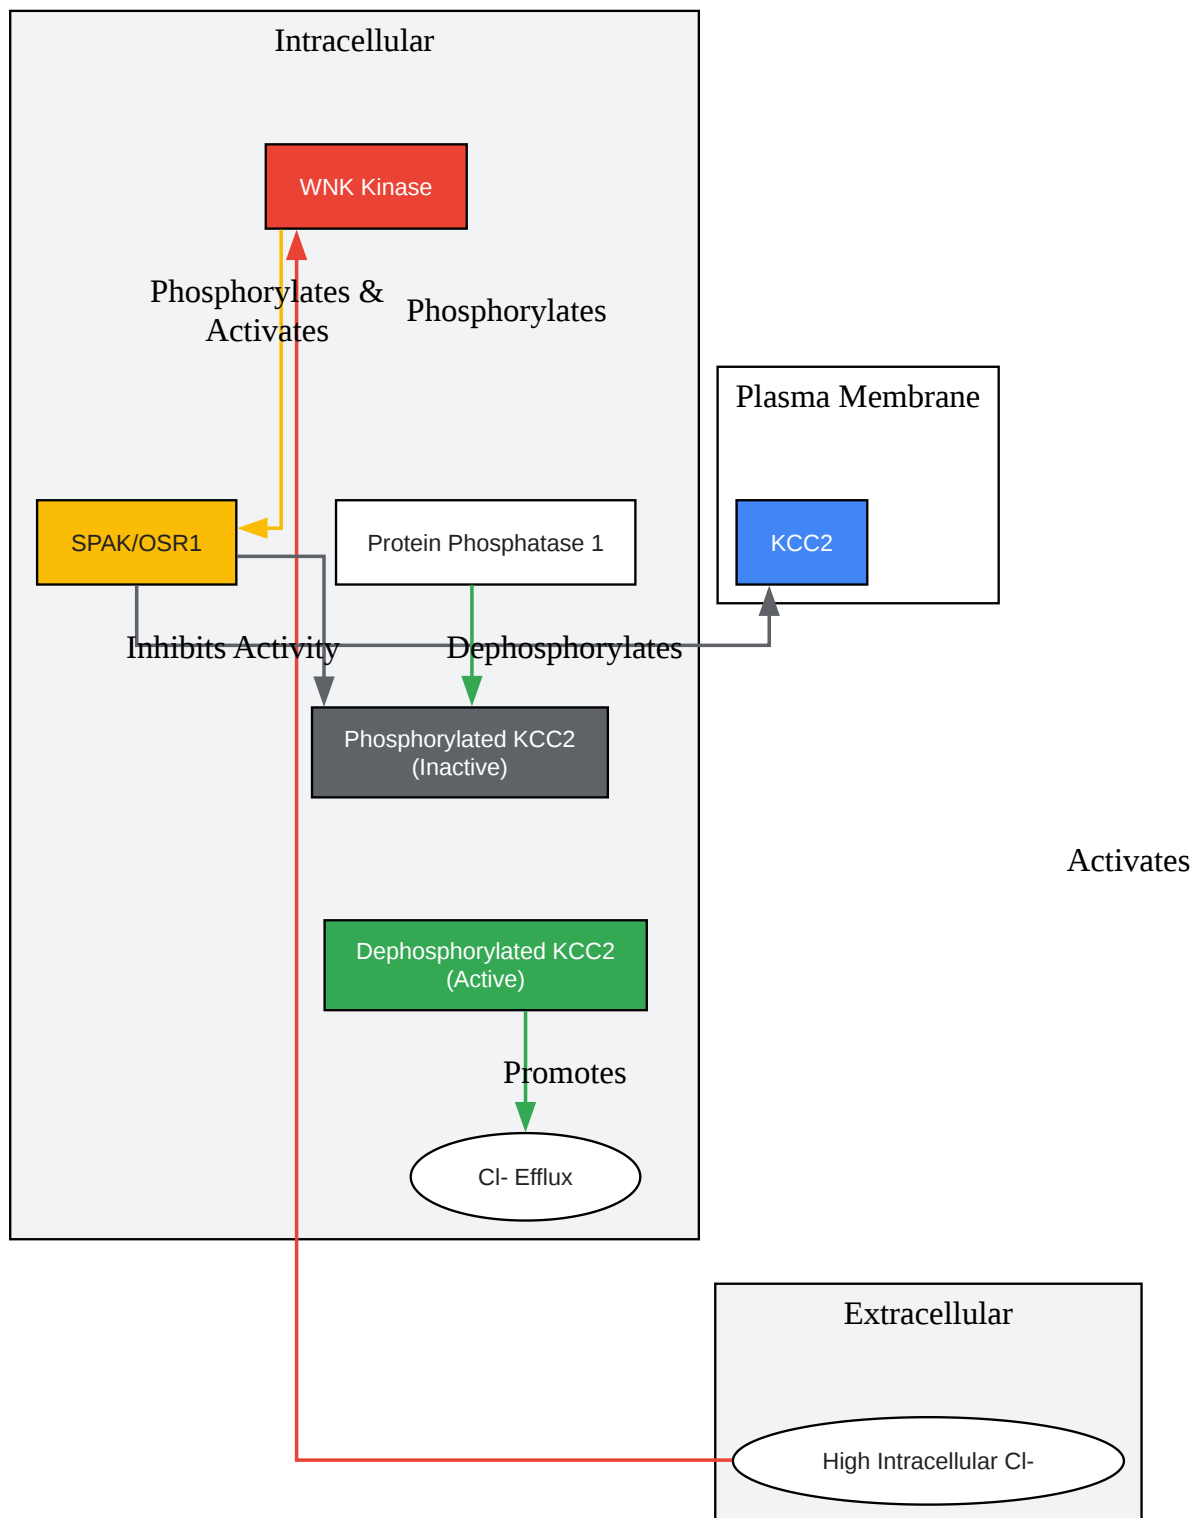 Intracellular
WNK Kinase
Phosphorylates &
Activates
Phosphorylates
Plasma Membrane
SPAK/OSR1
Protein Phosphatase 1
KCC2
Inhibits Activity
Dephosphorylates
Phosphorylated KCC2
(Inactive)
Activates
Dephosphorylated KCC2
(Active)
Promotes
Cl- Efflux
Extracellular
High Intracellular Cl-